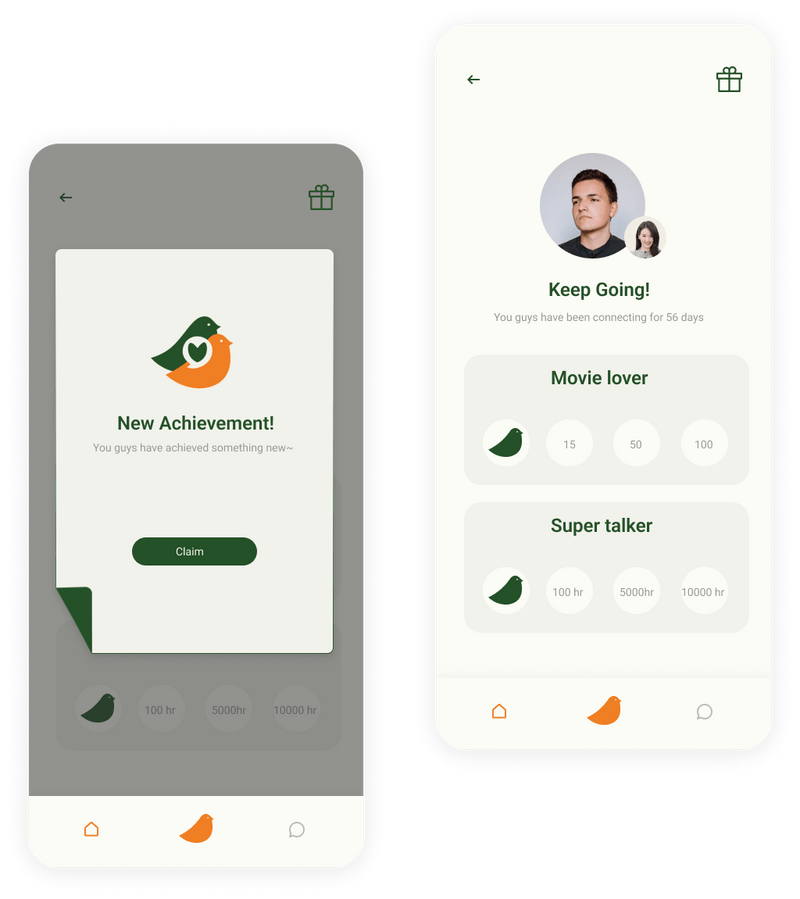 New Achievement!
You guys have achieved something new~
Claim
100 hr
5000hr
10000 hr
Keep Going!
You guys have been connecting for 56 days
Movie lover
15
50
100
Super talker
100 hr
5000hr
10000 hr